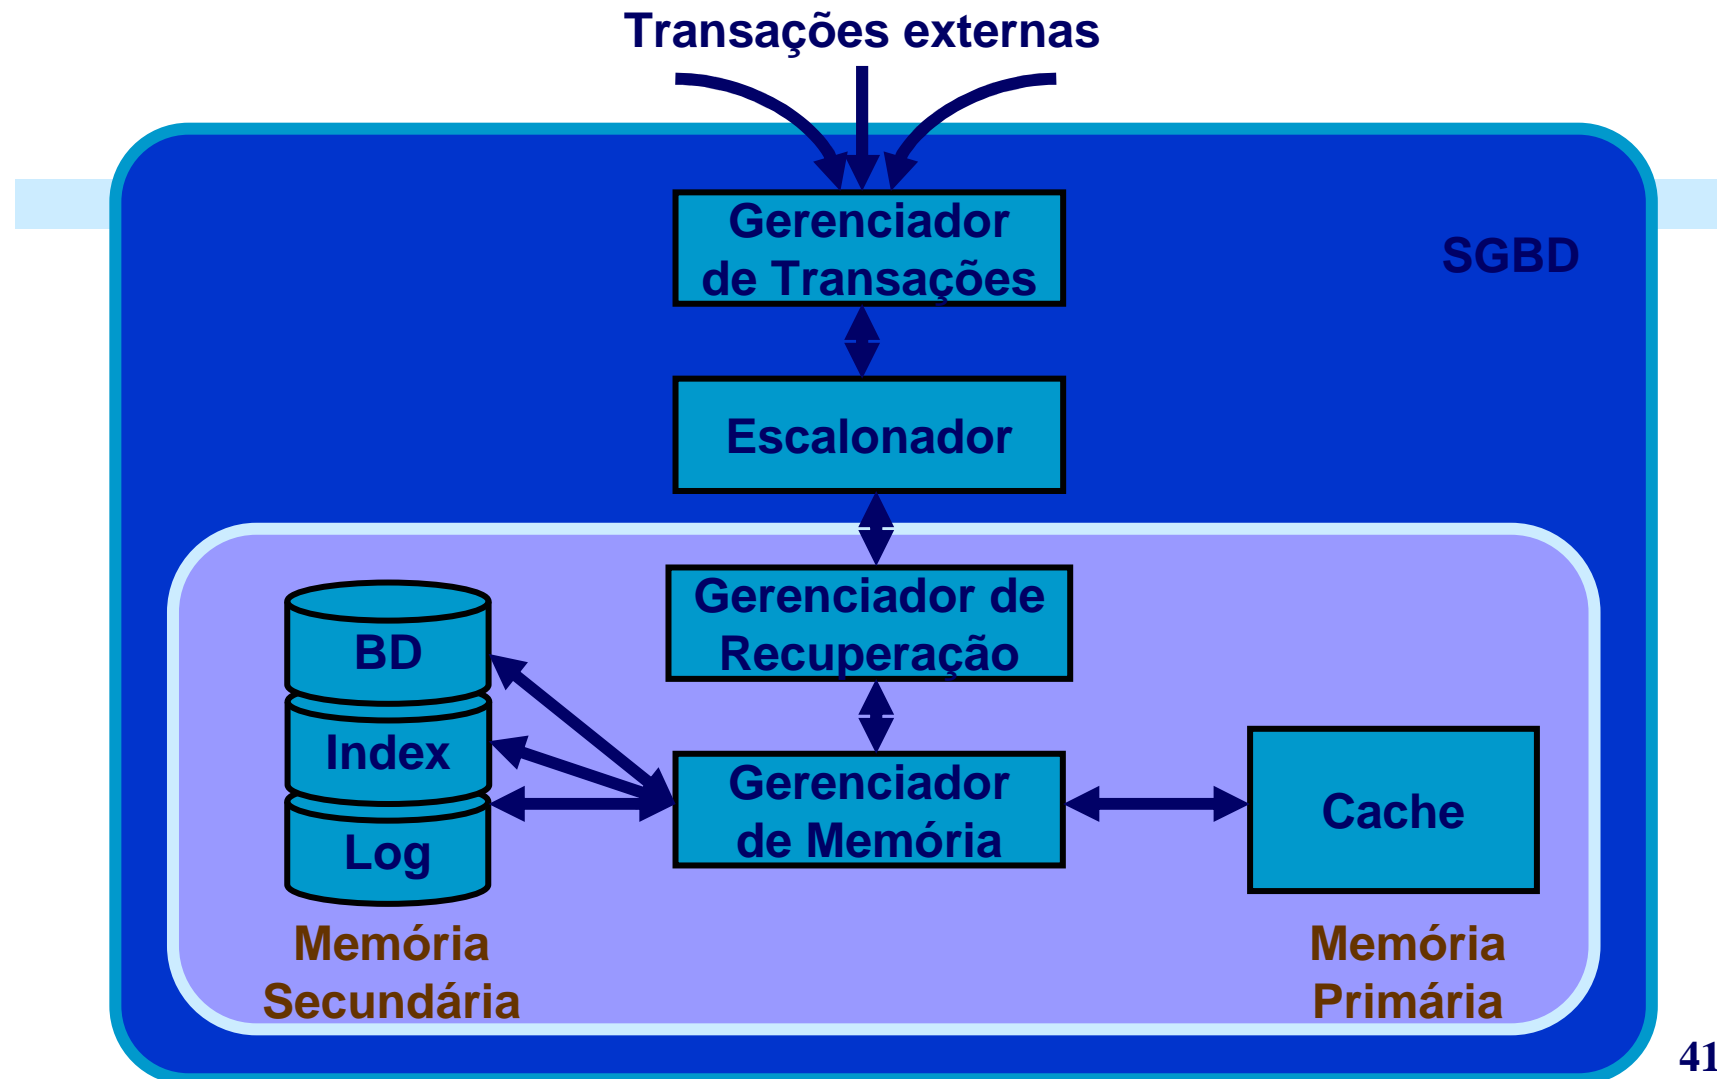 Transações externas
Gerenciador
de Transações
SGBD
Escalonador
Gerenciador de
Recuperação
BD
Index
Log
Gerenciador
de Memória
Cache
Memória
Secundária
Memória
Primária
41